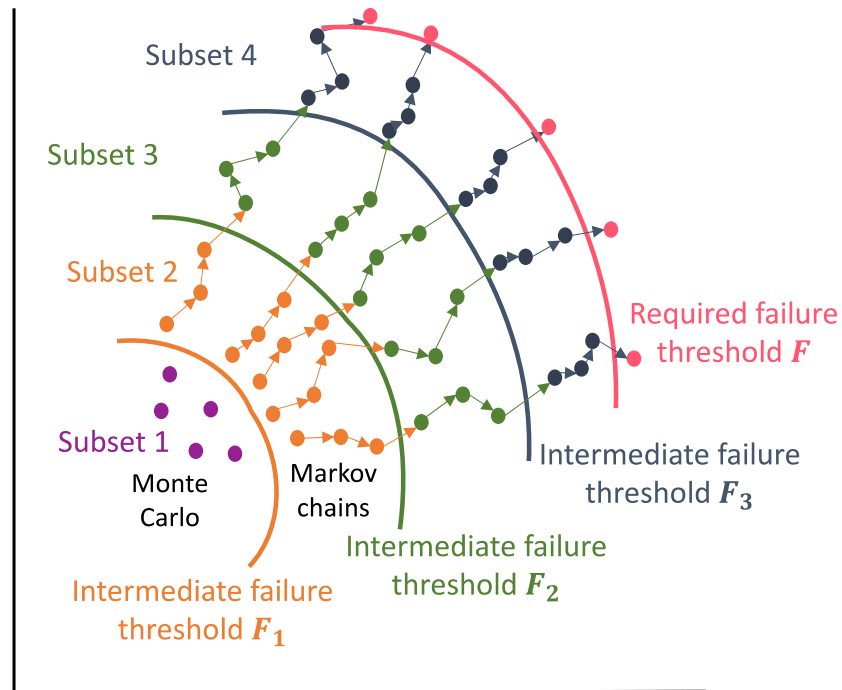 Subset 4
Subset 3
Subset 2
Required failure
threshold F
Subset 1
Monte
Carlo
Markov
chains
Intermediate failure
threshold F₃
Intermediate failure
threshold F₂
Intermediate failure
threshold F₁